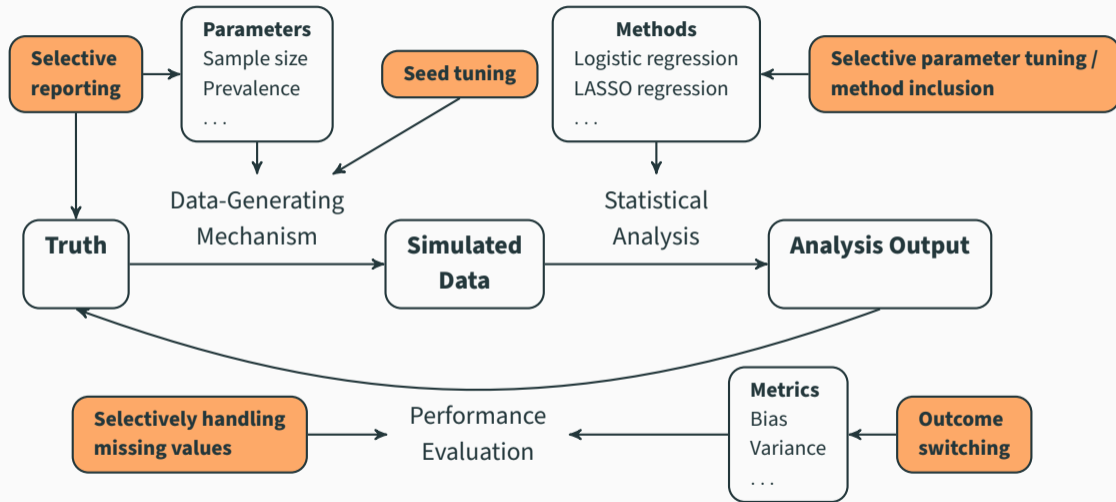 Selective
reporting
Parameters
Sample size
Prevalence
. . .
Seed tuning
Methods
Logistic regression
LASSO regression
. . .
Selective parameter tuning /
method inclusion
Data-Generating
Mechanism
Statistical
Analysis
Truth
Simulated
Data
Analysis Output
Selectively handling
missing values
Performance
Evaluation
Metrics
Bias
Variance
. . .
Outcome
switching